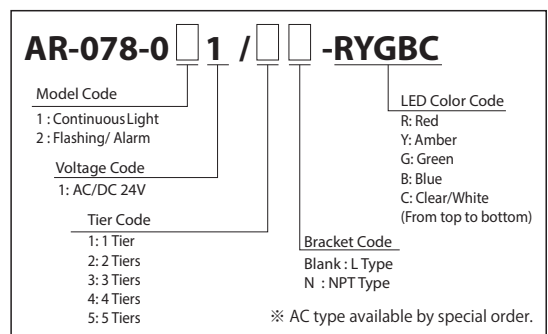 AR-078-0□1 /□□-RYGBC
Model Code
1 : Continuous Light
2 : Flashing/ Alarm
Voltage Code
1: AC/DC 24V
Tier Code
1: 1 Tier
2: 2 Tiers
3: 3 Tiers
4: 4 Tiers
5: 5 Tiers
Bracket Code
Blank : L Type
N : NPT Type
LED Color Code
R: Red
Y: Amber
G: Green
B: Blue
C: Clear/White
(From top to bottom)
※ AC type available by special order.